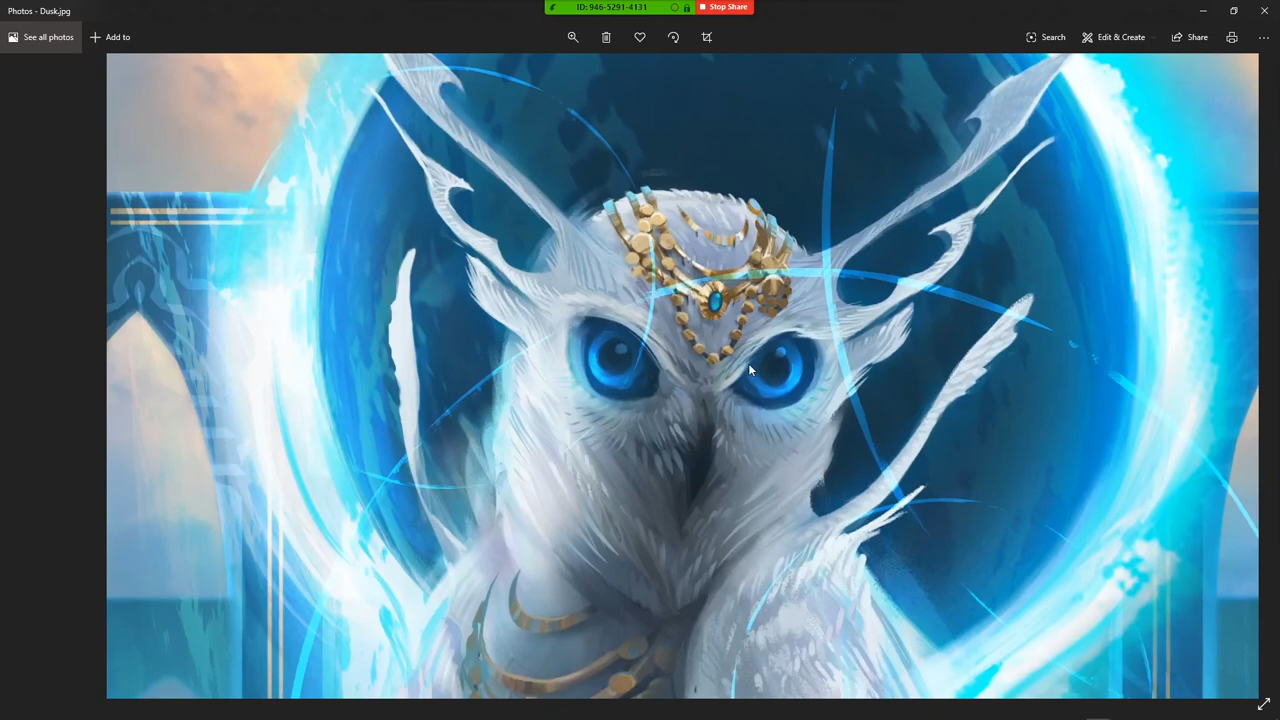 Photos - Dusk.jpg
ID: 946-5291-4131
Stop Share
See all photos
Add to
Search
Edit & Create
Share